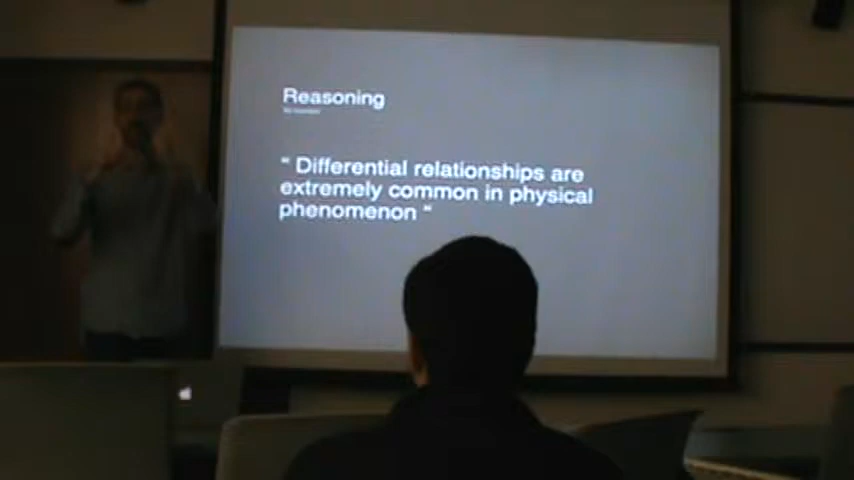 Reasoning
“ Differential relationships are
extremely common in physical
phenomenon “